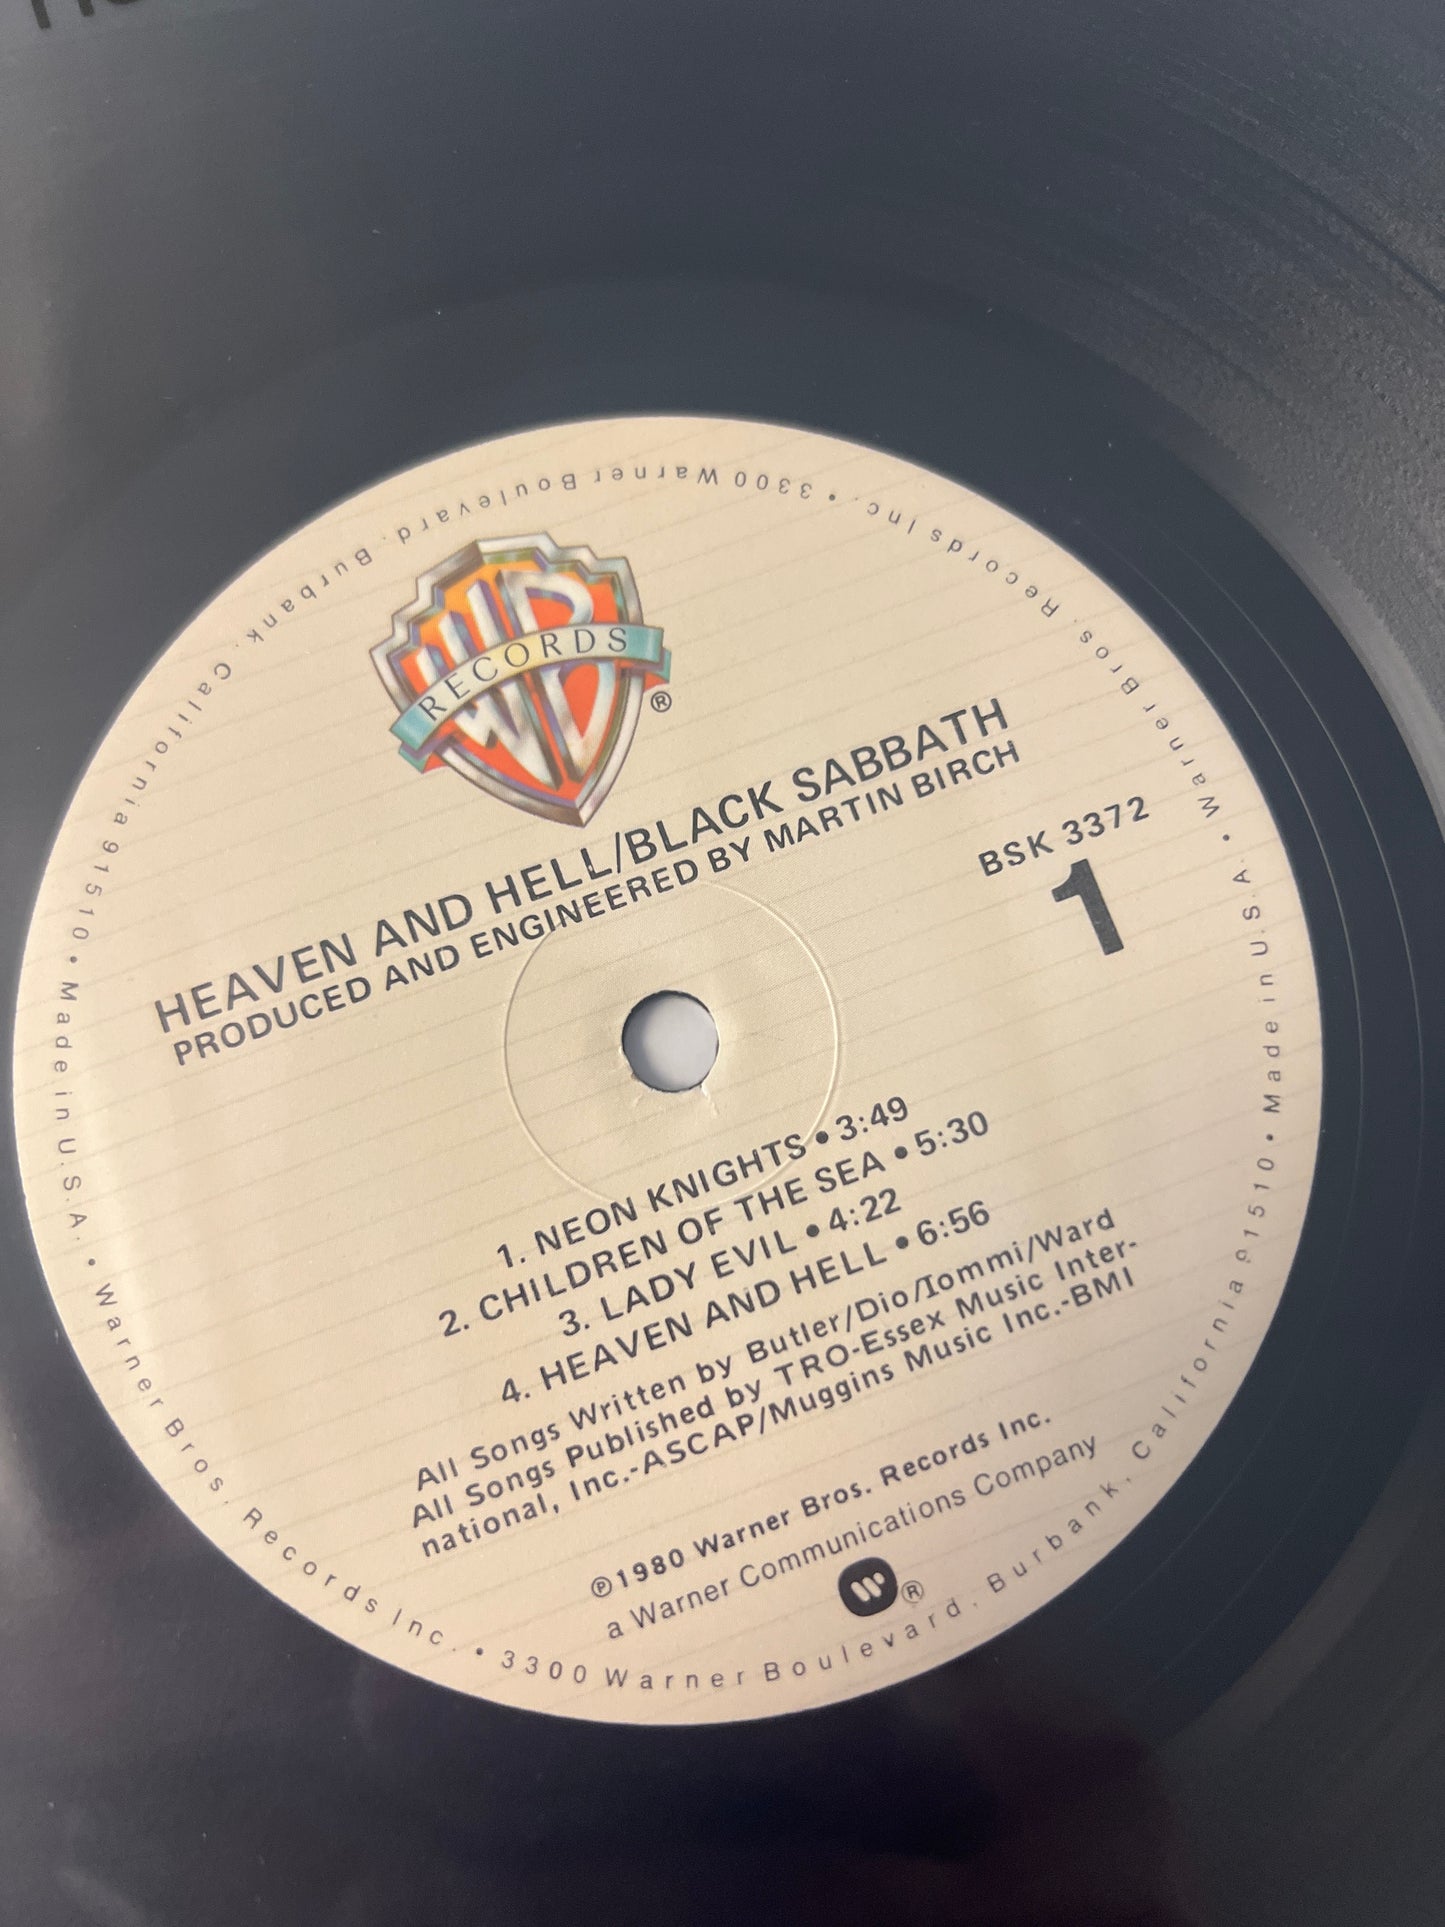 WB
RECORDS
®
HEAVEN AND HELL/BLACK SABBATH
PRODUCED AND ENGINEERED BY MARTIN BIRCH
BSK 3372
1
1. NEON KNIGHTS • 3:49
2. CHILDREN OF THE SEA • 5:30
3. LADY EVIL • 4:22
4. HEAVEN AND HELL • 6:56
All Songs Written by Butler/Dio/Iommi/Ward
All Songs Published by TRO-Essex Music Inter-
national, Inc.-ASCAP/Muggins Music Inc.-BMI
℗1980 Warner Bros. Records Inc.
a Warner Communications Company
®
Warner Bros. Records Inc. • 3300 Warner Boulevard, Burbank, California 91510 • Made in U.S.A. • Warner Bros. Records Inc. • 3300 Warner Boulevard, Burbank, California 91510 • Made in U.S.A. •